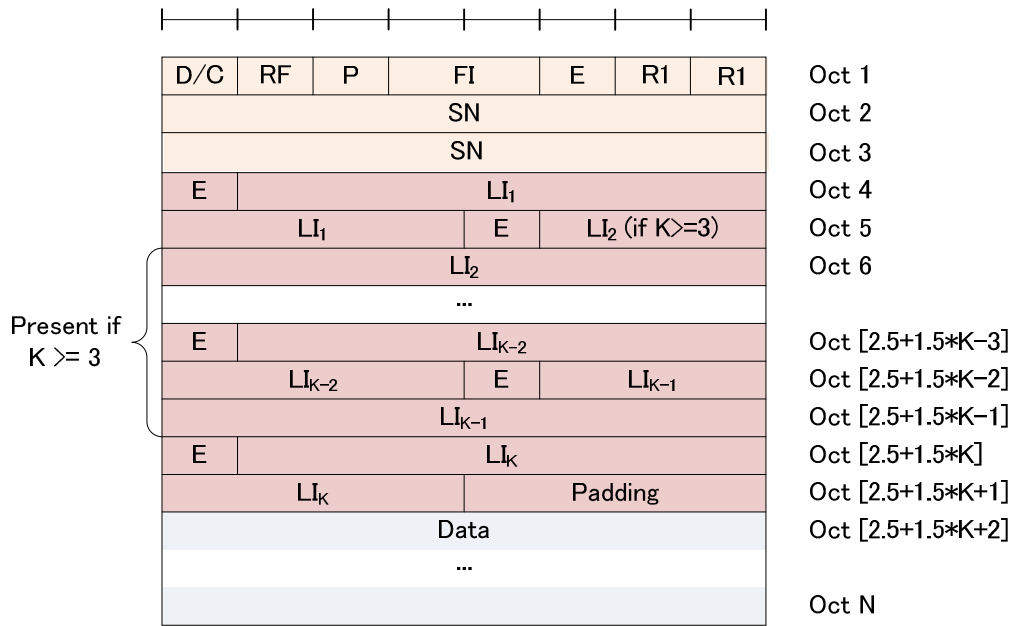 D/C RF P FI E R1 R1 Oct 1
SN Oct 2
SN Oct 3
E LI₁ Oct 4
LI₁ E LI₂ (if K>=3) Oct 5
LI₂ Oct 6
...
Present if
K >= 3
E LIK-2 Oct [2.5+1.5*K-3]
LIK-2 E LIK-1 Oct [2.5+1.5*K-2]
LIK-1 Oct [2.5+1.5*K-1]
E LIK Oct [2.5+1.5*K]
LIK Padding Oct [2.5+1.5*K+1]
Data Oct [2.5+1.5*K+2]
...
Oct N